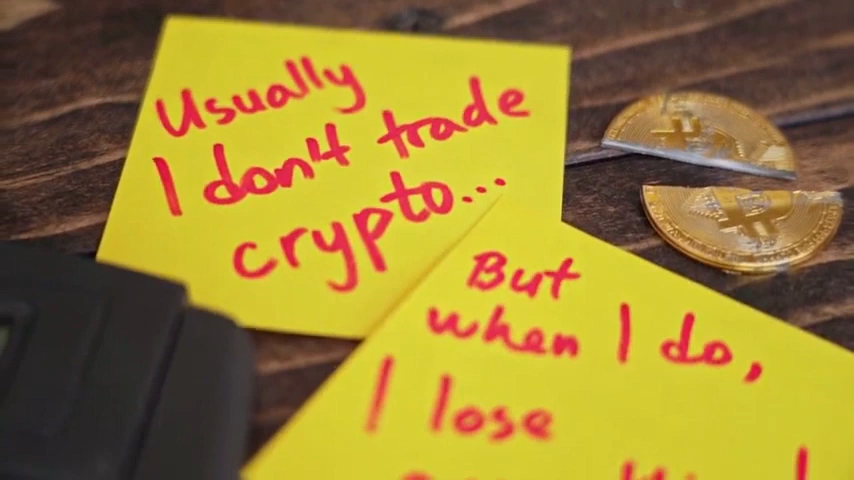 Usually
I don't trade
crypto...
But
when I do,
I lose